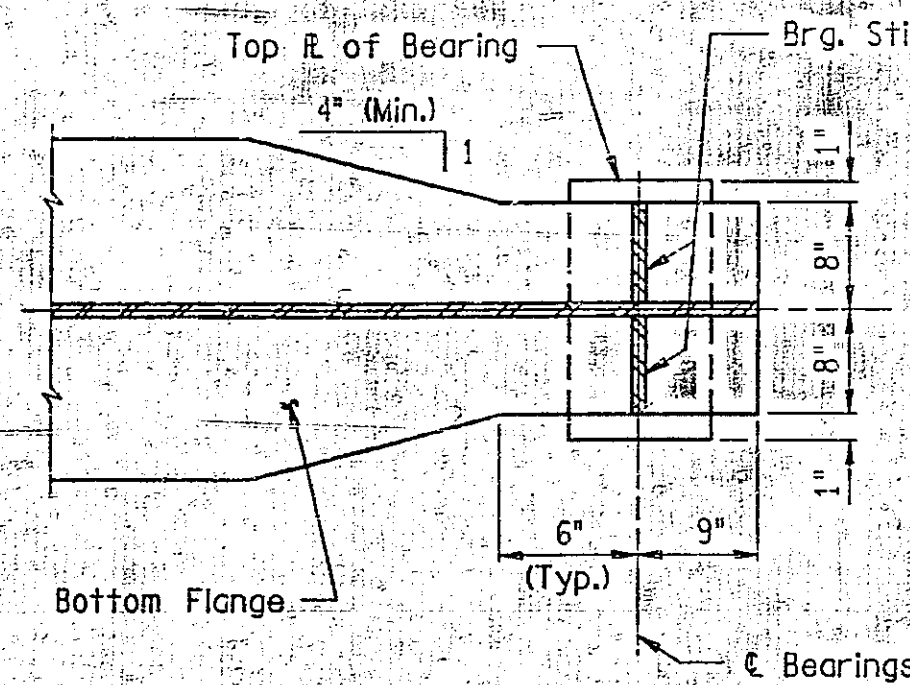 Top ℞ of Bearing
Brg. Sti
4" (Min.)
1
1"
8"
8"
1"
6"
(Typ.)
9"
Bottom Flange
℄ Bearings